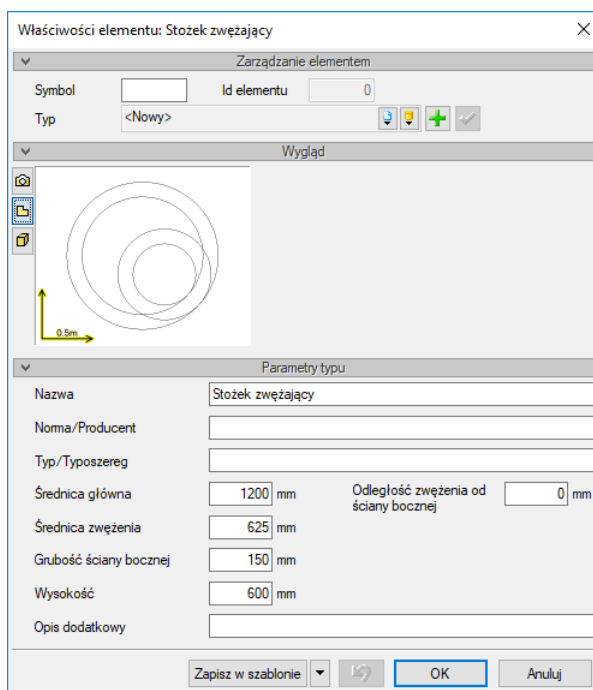 Właściwości elementu: Stożek zwężający
Zarządzanie elementem
Symbol Id elementu 0
Typ <Nowy>
Wygląd
0.5m
Parametry typu
Nazwa Stożek zwężający
Norma/Producent
Typ/Typoszereg
Średnica główna 1200 mm Odległość zwężenia od ściany bocznej 0 mm
Średnica zwężenia 625 mm
Grubość ściany bocznej 150 mm
Wysokość 600 mm
Opis dodatkowy
Zapisz w szablonie OK Anuluj